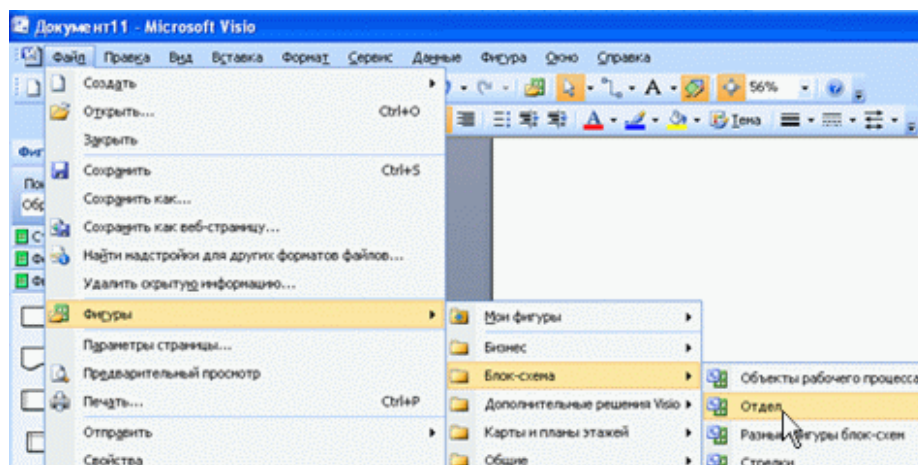 Документ11 - Microsoft Visio
Файл Правка Вид Вставка Формат Сервис Данные Фигура Окно Справка
Создать
56%
Открыть... Ctrl+O
Тема
Закрыть
Сохранить Ctrl+S
Сохранить как...
Сохранить как веб-страницу...
Найти надстройки для других форматов файлов...
Удалить скрытую информацию...
Фигуры
Мои фигуры
Параметры страницы...
Бизнес
Предварительный просмотр
Блок-схема
Объекты рабочего процесса
Печать... Ctrl+P
Дополнительные решения Visio
Отдел
Отправить
Карты и планы этажей
Разные фигуры блок-схем
Свойства
Общие
Стрелки